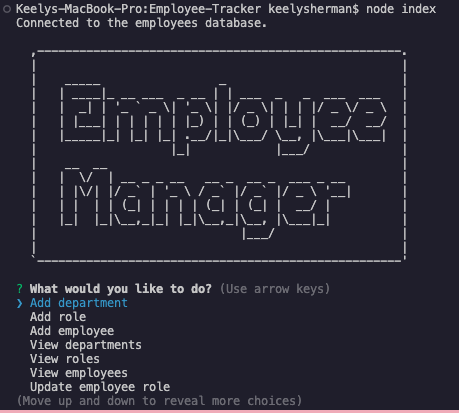 Keelys-MacBook-Pro:Employee-Tracker keelysherman$ node index
Connected to the employees database.
Employee
Manager
? What would you like to do? (Use arrow keys)
❯ Add department
Add role
Add employee
View departments
View roles
View employees
Update employee role
(Move up and down to reveal more choices)